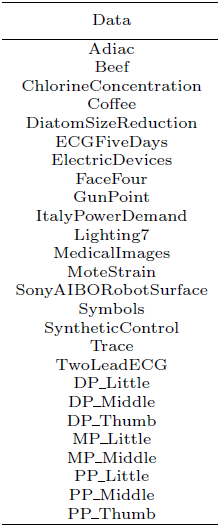 Data
Adiac
Beef
ChlorineConcentration
Coffee
DiatomSizeReduction
ECGFiveDays
ElectricDevices
FaceFour
GunPoint
ItalyPowerDemand
Lighting7
MedicalImages
MoteStrain
SonyAIBORobotSurface
Symbols
SyntheticControl
Trace
TwoLeadECG
DP_Little
DP_Middle
DP_Thumb
MP_Little
MP_Middle
PP_Little
PP_Middle
PP_Thumb